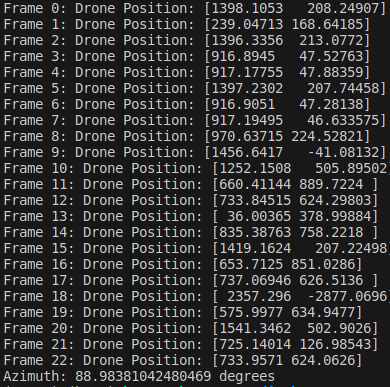 Frame 0: Drone Position: [1398.1053   208.24907]
Frame 1: Drone Position: [239.04713 168.64185]
Frame 2: Drone Position: [1396.3356  213.0772]
Frame 3: Drone Position: [916.8945   47.52763]
Frame 4: Drone Position: [917.17755  47.88359]
Frame 5: Drone Position: [1397.2302   207.74458]
Frame 6: Drone Position: [916.9051   47.28138]
Frame 7: Drone Position: [917.19495   46.633575]
Frame 8: Drone Position: [970.63715 224.52821]
Frame 9: Drone Position: [1456.6417    -41.08132]
Frame 10: Drone Position: [1252.1508   505.89502]
Frame 11: Drone Position: [660.41144 889.7224 ]
Frame 12: Drone Position: [733.84515 624.29803]
Frame 13: Drone Position: [ 36.00365 378.99884]
Frame 14: Drone Position: [835.38763 758.2218 ]
Frame 15: Drone Position: [1419.1624   207.22498]
Frame 16: Drone Position: [653.7125 851.0286]
Frame 17: Drone Position: [737.06946 626.5136 ]
Frame 18: Drone Position: [ 2357.296  -2877.0696]
Frame 19: Drone Position: [575.9977 634.9477]
Frame 20: Drone Position: [1541.3462  502.9026]
Frame 21: Drone Position: [725.14014 126.98543]
Frame 22: Drone Position: [733.9571 624.0626]
Azimuth: 88.98381042480469 degrees